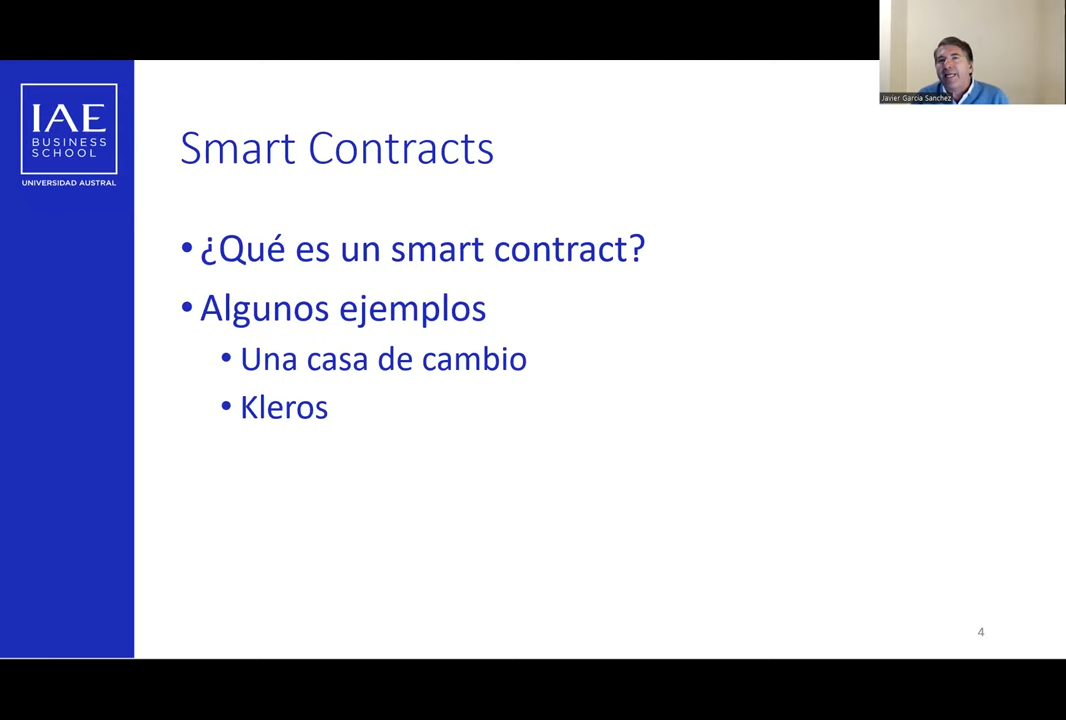 Javier Garcia Sanchez
IAE
BUSINESS
SCHOOL
UNIVERSIDAD AUSTRAL
Smart Contracts
• ¿Qué es un smart contract?
• Algunos ejemplos
• Una casa de cambio
• Kleros
4